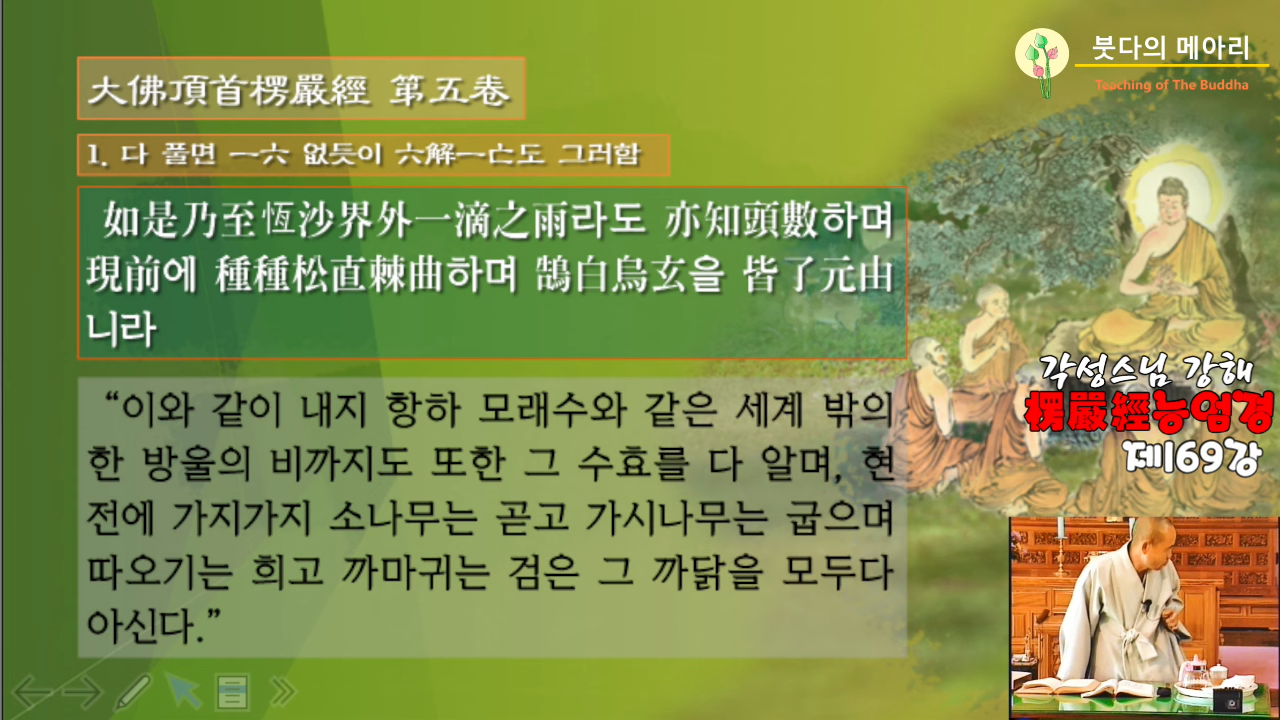 붓다의 메아리
Teaching of The Buddha
大佛頂首楞嚴經 第五卷
1. 다 풀면 一六 없듯이 六解一亡도 그러함
如是乃至恆沙界外一滴之雨라도 亦知頭數하며
現前에 種種松直棘曲하며 鵠白烏玄을 皆了元由
니라
“이와 같이 내지 항하 모래수와 같은 세계 밖의
한 방울의 비까지도 또한 그 수효를 다 알며, 현
전에 가지가지 소나무는 곧고 가시나무는 굽으며
따오기는 희고 까마귀는 검은 그 까닭을 모두다
아신다.”
각성스님 강해
楞嚴經능엄경
제169강